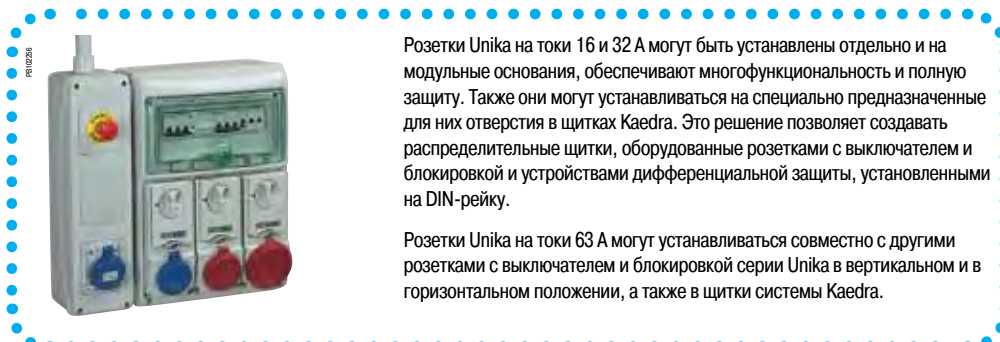 PB102256
Розетки Unika на токи 16 и 32 А могут быть установлены отдельно и на
модульные основания, обеспечивают многофункциональность и полную
защиту. Также они могут устанавливаться на специально предназначенные
для них отверстия в щитках Kaedra. Это решение позволяет создавать
распределительные щитки, оборудованные розетками с выключателем и
блокировкой и устройствами дифференциальной защиты, установленными
на DIN-рейку.
Розетки Unika на токи 63 А могут устанавливаться совместно с другими
розетками с выключателем и блокировкой серии Unika в вертикальном и в
горизонтальном положении, а также в щитки системы Kaedra.